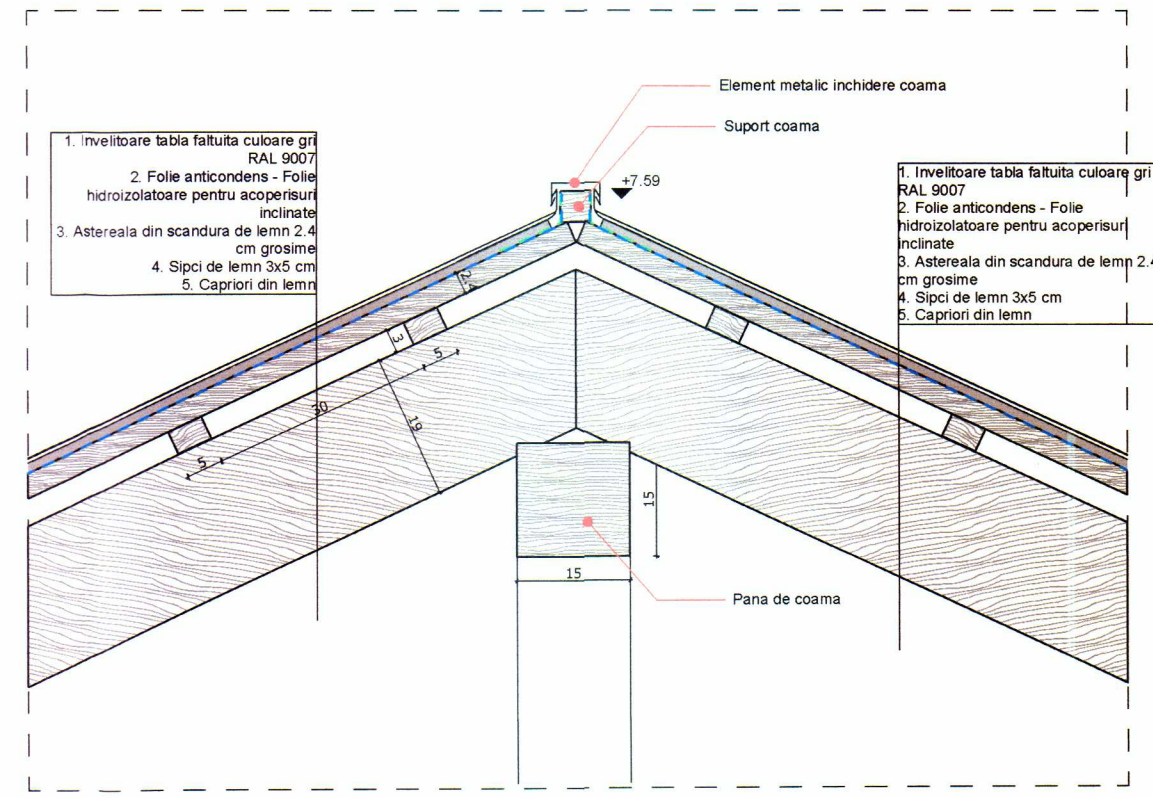 Element metalic inchidere coama
Suport coama
1. Invelitoare tabla faltuita culoare gri
RAL 9007
2. Folie anticondens - Folie
hidroizolatoare pentru acoperisuri
inclinate
3. Astereala din scandura de lemn 2.4
cm grosime
4. Sipci de lemn 3x5 cm
5. Capriori din lemn
+7.59
1. Invelitoare tabla faltuita culoare gri
RAL 9007
2. Folie anticondens - Folie
hidroizolatoare pentru acoperisuri
inclinate
3. Astereala din scandura de lemn 2.4
cm grosime
4. Sipci de lemn 3x5 cm
5. Capriori din lemn
2.4
3
5
30
19
5
15
15
Pana de coama